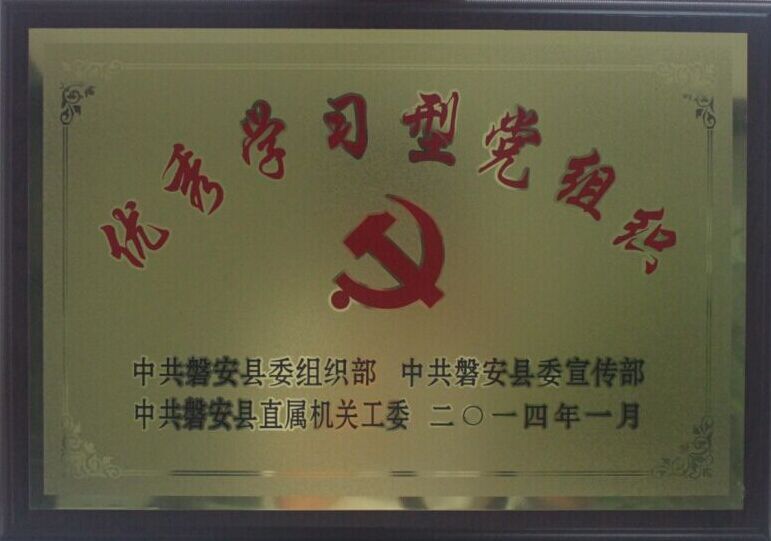 优秀学习型党组织
中共磐安县委组织部 中共磐安县委宣传部
中共磐安县直属机关工委 二〇一四年一月